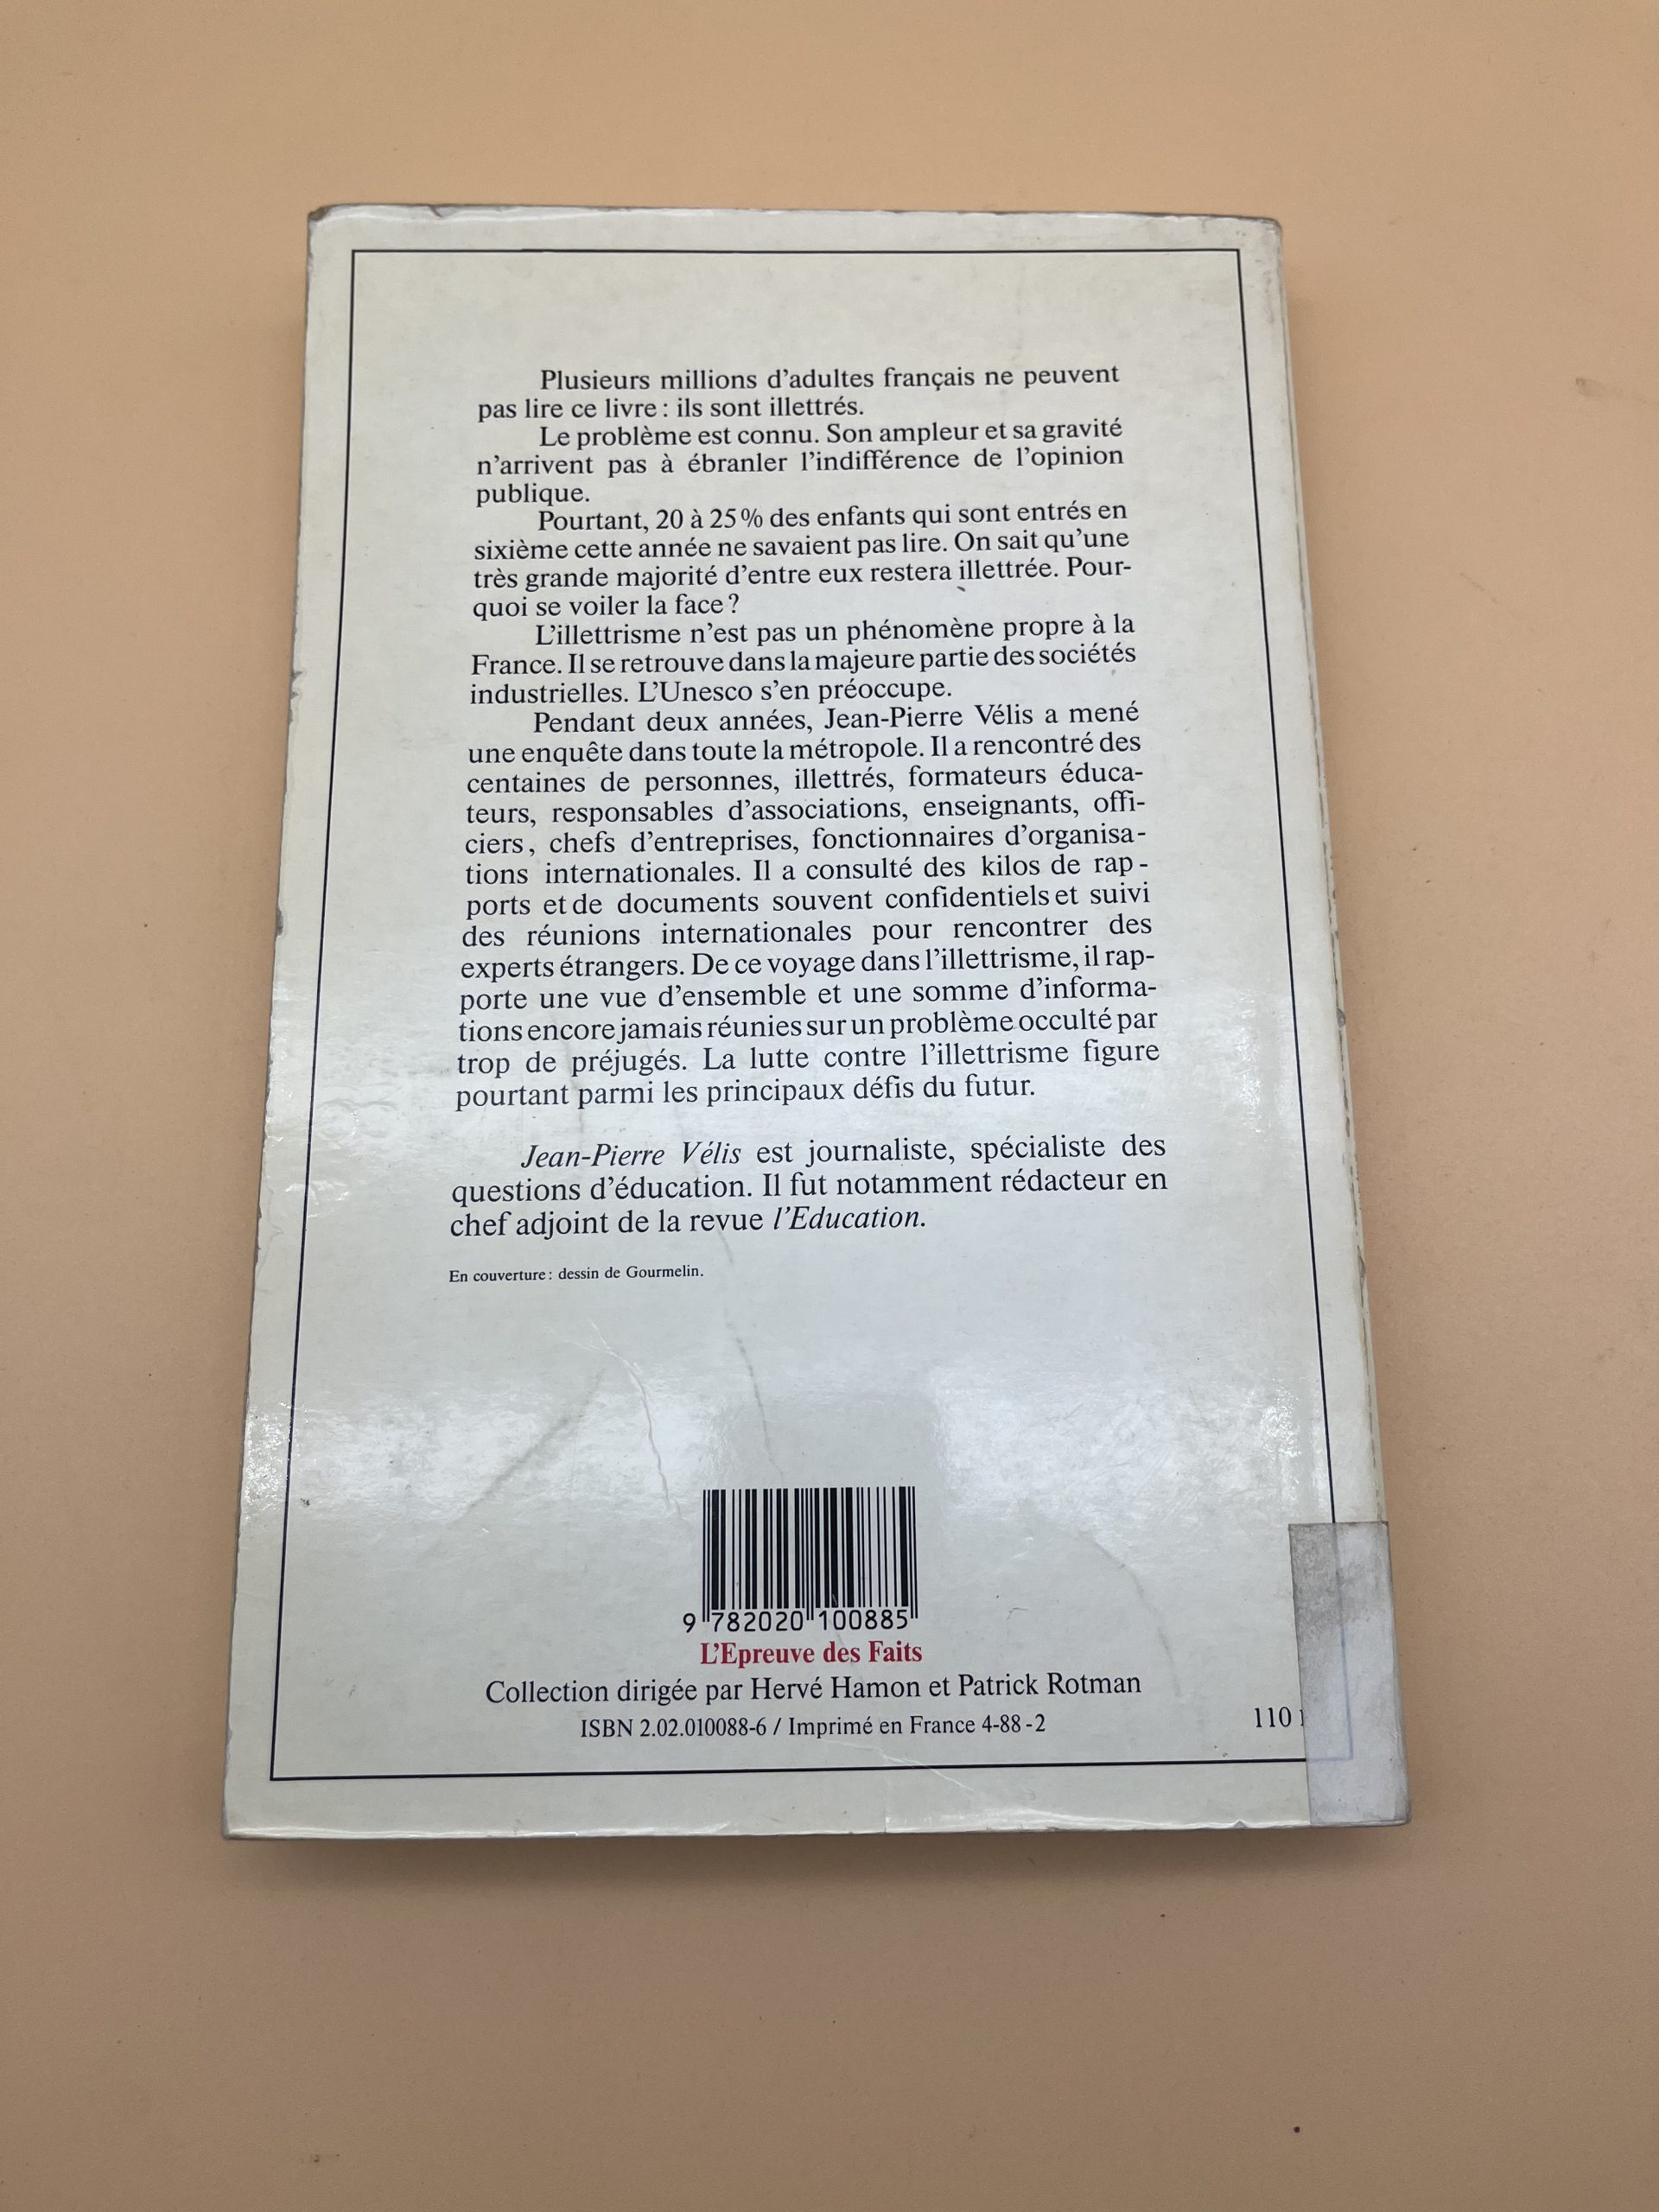 Plusieurs millions d'adultes français ne peuvent
pas lire ce livre : ils sont illettrés.
Le problème est connu. Son ampleur et sa gravité
n'arrivent pas à ébranler l'indifférence de l'opinion
publique.
Pourtant, 20 à 25% des enfants qui sont entrés en
sixième cette année ne savaient pas lire. On sait qu'une
très grande majorité d'entre eux restera illettrée. Pour-
quoi se voiler la face ?
L'illettrisme n'est pas un phénomène propre à la
France. Il se retrouve dans la majeure partie des sociétés
industrielles. L'Unesco s'en préoccupe.
Pendant deux années, Jean-Pierre Vélis a mené
une enquête dans toute la métropole. Il a rencontré des
centaines de personnes, illettrés, formateurs éduca-
teurs, responsables d'associations, enseignants, offi-
ciers, chefs d'entreprises, fonctionnaires d'organisa-
tions internationales. Il a consulté des kilos de rap-
ports et de documents souvent confidentiels et suivi
des réunions internationales pour rencontrer des
experts étrangers. De ce voyage dans l'illettrisme, il rap-
porte une vue d'ensemble et une somme d'informa-
tions encore jamais réunies sur un problème occulté par
trop de préjugés. La lutte contre l'illettrisme figure
pourtant parmi les principaux défis du futur.
Jean-Pierre Vélis est journaliste, spécialiste des
questions d'éducation. Il fut notamment rédacteur en
chef adjoint de la revue l'Education.
En couverture : dessin de Gourmelin.
9 782020 100885
L'Epreuve des Faits
Collection dirigée par Hervé Hamon et Patrick Rotman
ISBN 2.02.010088-6 / Imprimé en France 4-88-2
110